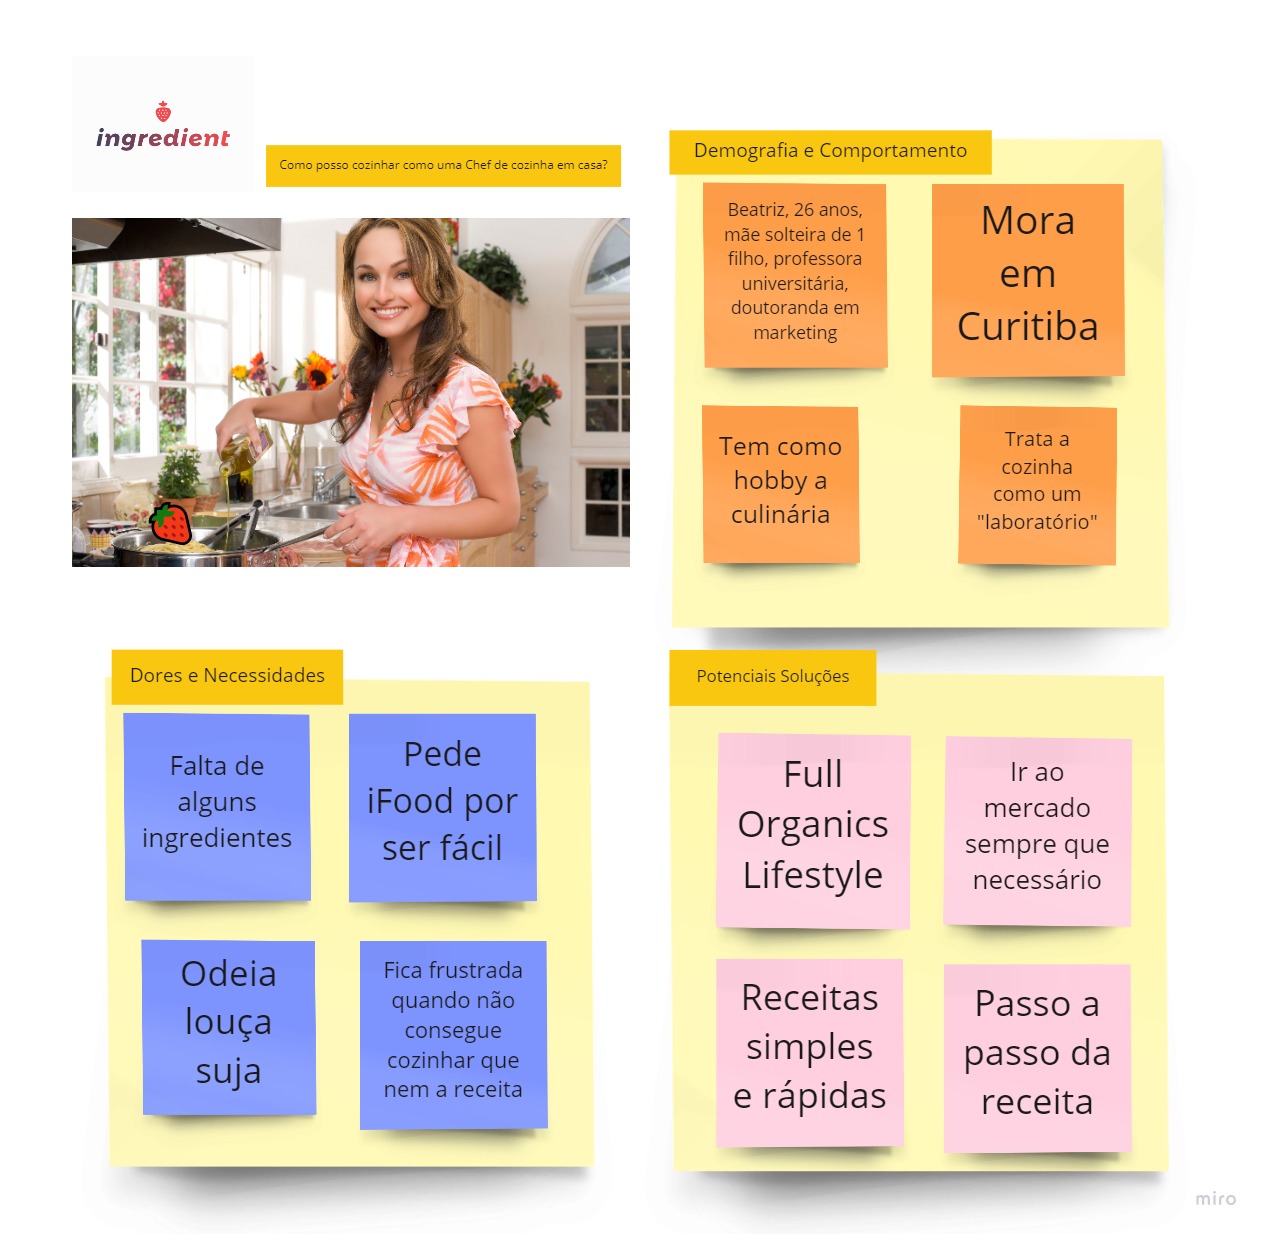 ingredient
Como posso cozinhar como uma Chef de cozinha em casa?
Demografia e Comportamento
Beatriz, 26 anos,
mãe solteira de 1
filho, professora
universitária,
doutoranda em
marketing
Mora
em
Curitiba
Tem como
hobby a
culinária
Trata a
cozinha
como um
"laboratório"
Dores e Necessidades
Falta de
alguns
ingredientes
Pede
iFood por
ser fácil
Odeia
louça
suja
Fica frustrada
quando não
consegue
cozinhar que
nem a receita
Potenciais Soluções
Full
Organics
Lifestyle
Ir ao
mercado
sempre que
necessário
Receitas
simples
e rápidas
Passo a
passo da
receita
miro